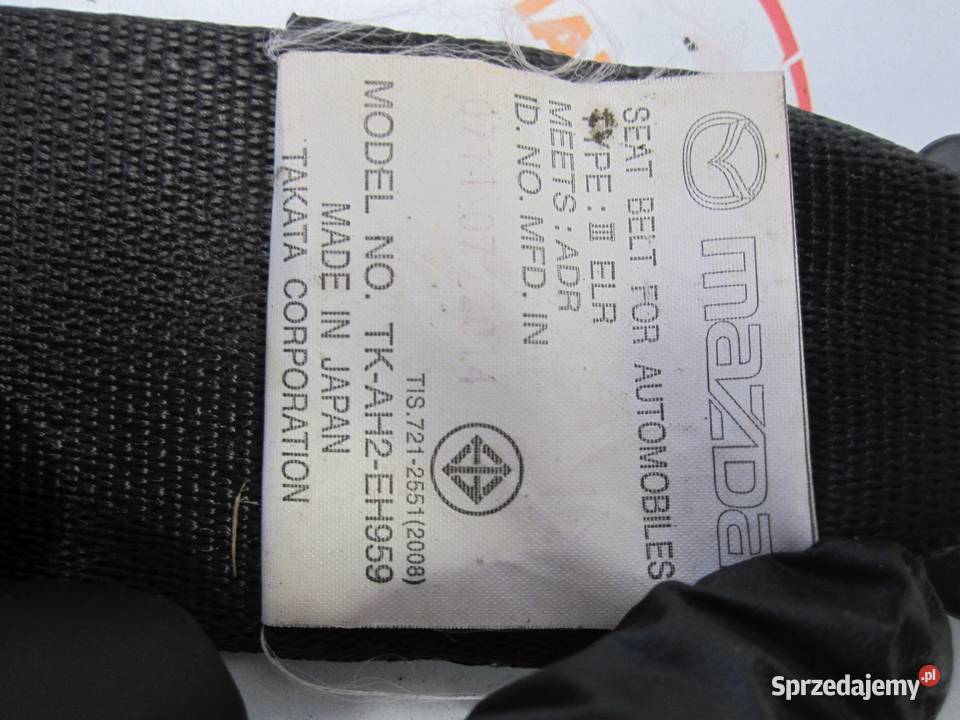 mazda
SEAT BELT FOR AUTOMOBILES
TYPE: III ELR
MEETS: ADR
ID. NO. MFD. IN
TIS.721-2551(2008)
MODEL NO. TK-AH2-EH959
MADE IN JAPAN
TAKATA CORPORATION
Sprzedajemy.pl